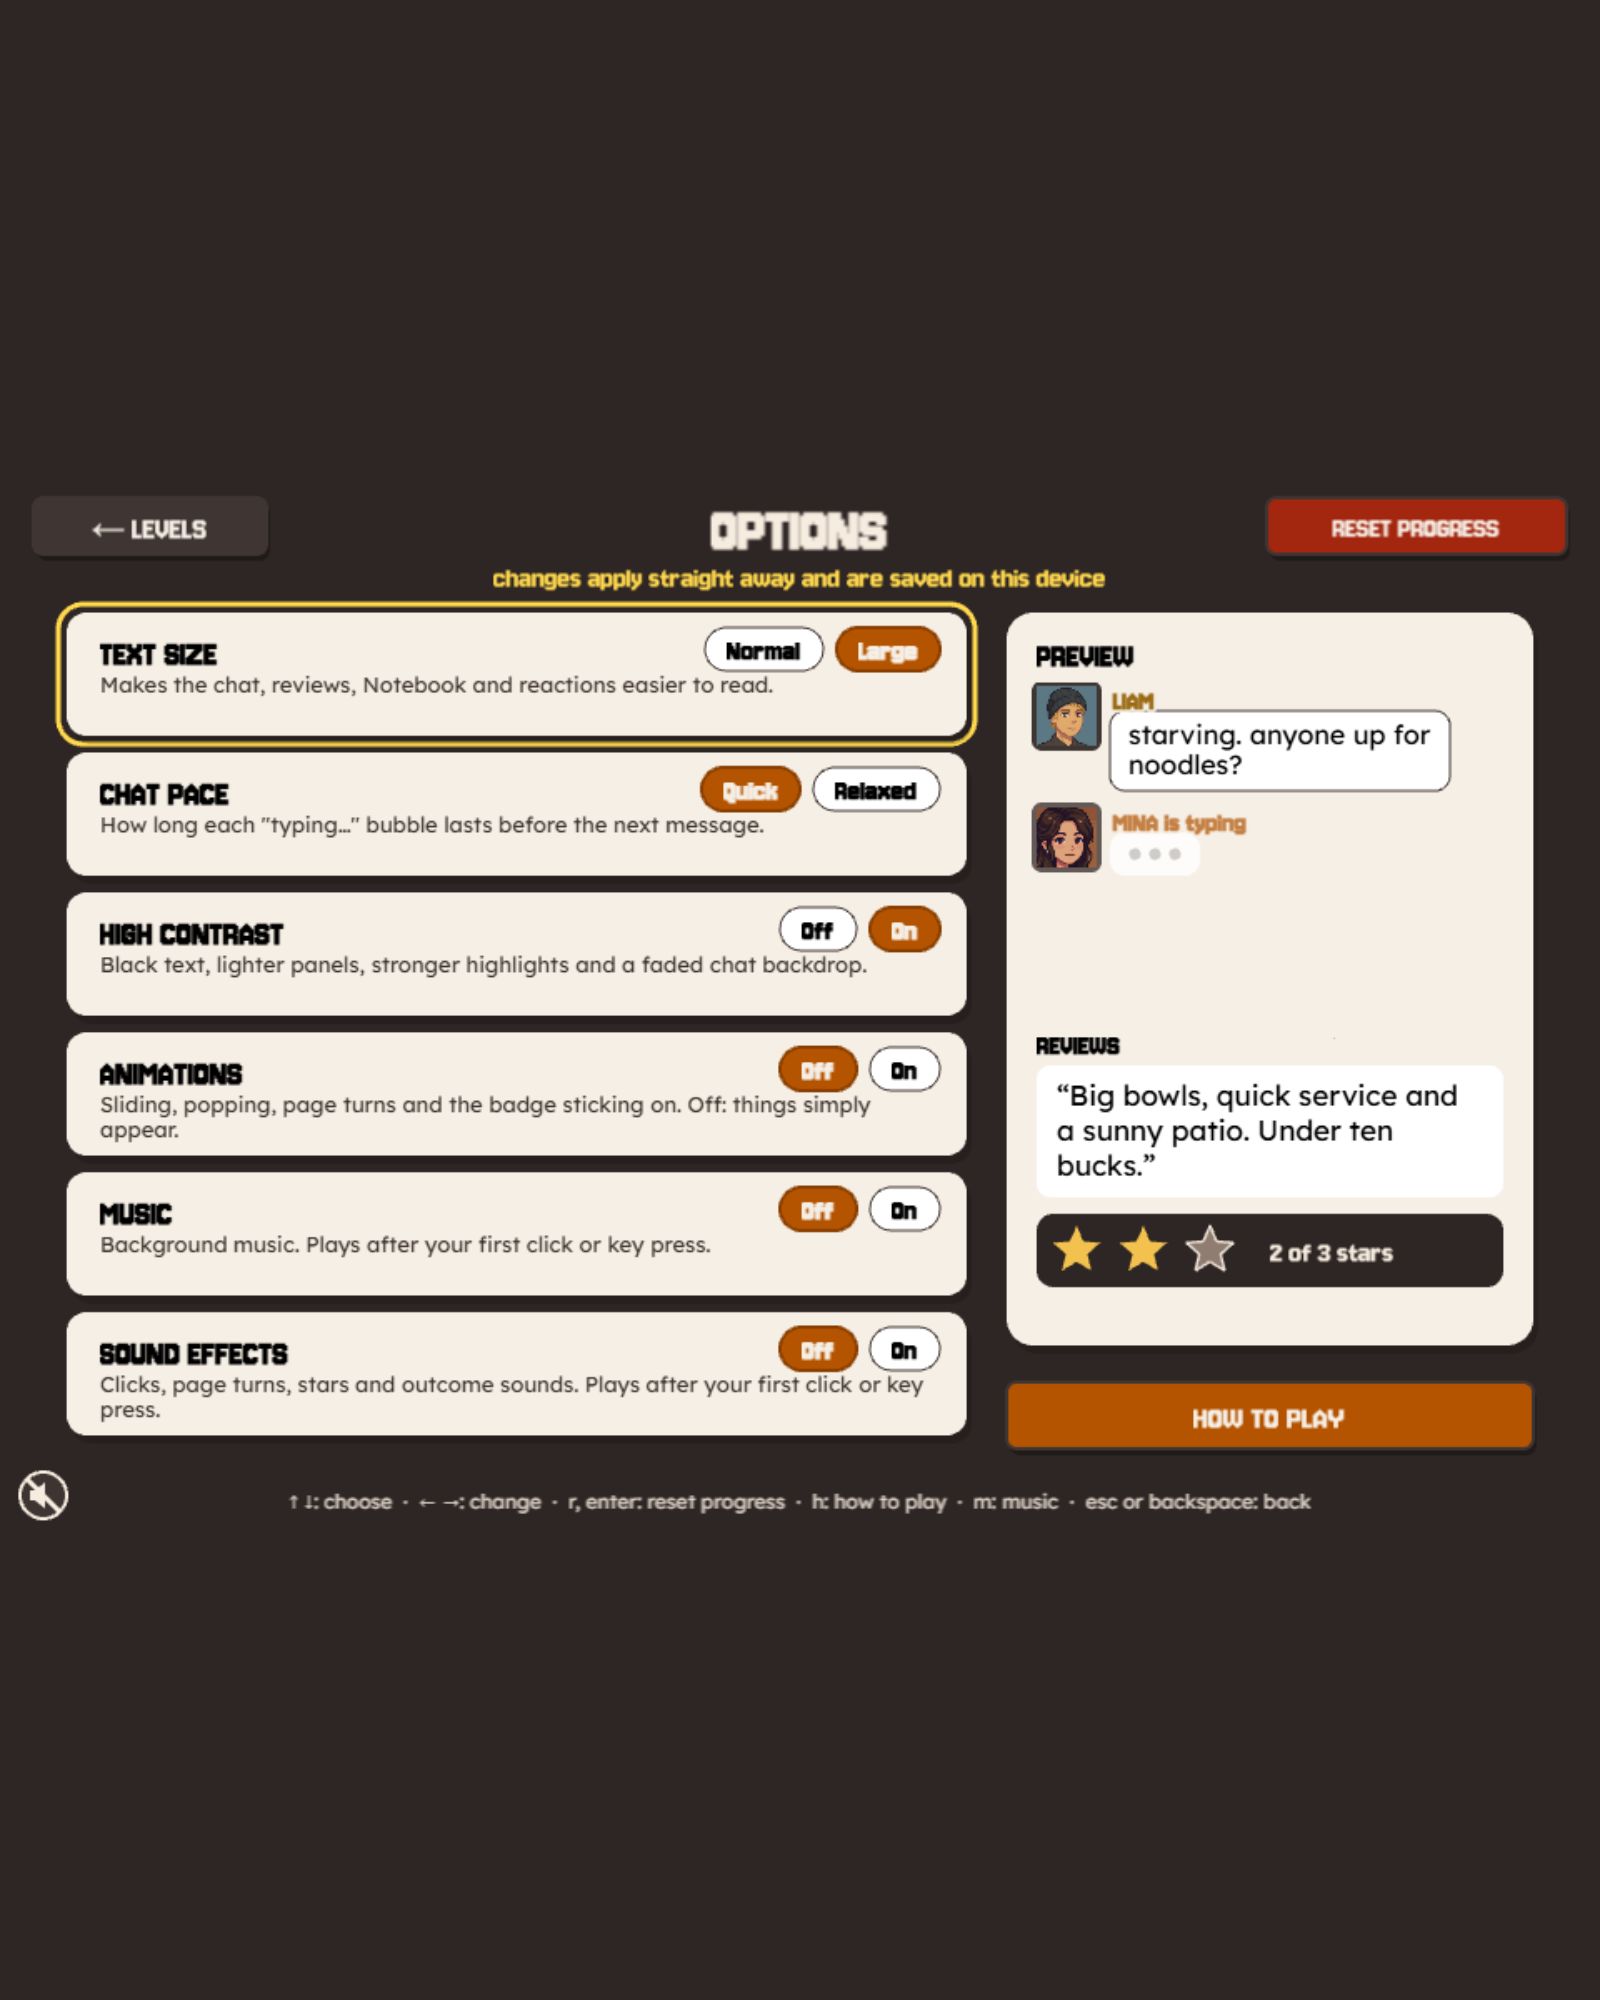 ← LEVELS
OPTIONS
RESET PROGRESS
changes apply straight away and are saved on this device
TEXT SIZE
Normal
Large
Makes the chat, reviews, Notebook and reactions easier to read.
CHAT PACE
Quick
Relaxed
How long each "typing…" bubble lasts before the next message.
HIGH CONTRAST
Off
On
Black text, lighter panels, stronger highlights and a faded chat backdrop.
ANIMATIONS
Off
On
Sliding, popping, page turns and the badge sticking on. Off: things simply
appear.
MUSIC
Off
On
Background music. Plays after your first click or key press.
SOUND EFFECTS
Off
On
Clicks, page turns, stars and outcome sounds. Plays after your first click or key
press.
PREVIEW
LIAM
starving. anyone up for
noodles?
MINA is typing
REVIEWS
“Big bowls, quick service and
a sunny patio. Under ten
bucks.”
2 of 3 stars
HOW TO PLAY
↑ ↓: choose · ← →: change · r, enter: reset progress · h: how to play · m: music · esc or backspace: back